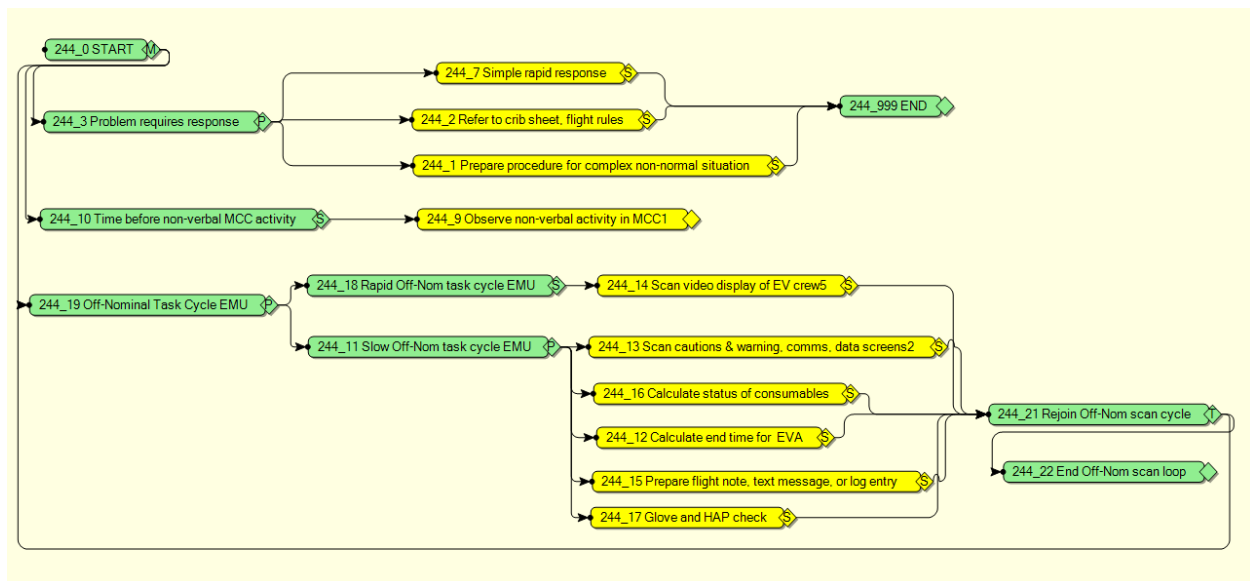 244_0 START M
244_7 Simple rapid response S
244_999 END
244_3 Problem requires response P
244_2 Refer to crib sheet, flight rules S
244_1 Prepare procedure for complex non-normal situation S
244_10 Time before non-verbal MCC activity S
244_9 Observe non-verbal activity in MCC1
244_18 Rapid Off-Nom task cycle EMU S
244_14 Scan video display of EV crew5 S
244_19 Off-Nominal Task Cycle EMU P
244_11 Slow Off-Nom task cycle EMU P
244_13 Scan cautions & warning, comms, data screens2 S
244_16 Calculate status of consumables S
244_21 Rejoin Off-Nom scan cycle T
244_12 Calculate end time for EVA S
244_22 End Off-Nom scan loop
244_15 Prepare flight note, text message, or log entry S
244_17 Glove and HAP check S